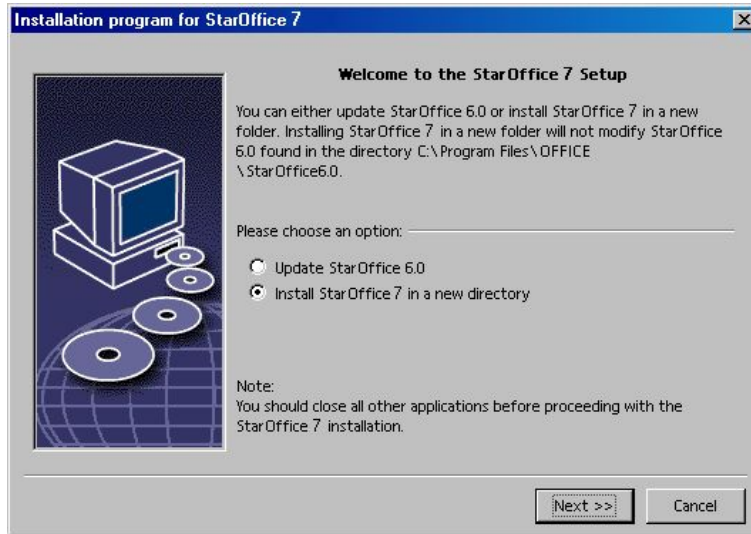 Installation program for StarOffice 7
Welcome to the StarOffice 7 Setup
You can either update StarOffice 6.0 or install StarOffice 7 in a new
folder. Installing StarOffice 7 in a new folder will not modify StarOffice
6.0 found in the directory C:\Program Files\OFFICE
\StarOffice6.0.
Please choose an option:
Update StarOffice 6.0
Install StarOffice 7 in a new directory
Note:
You should close all other applications before proceeding with the
StarOffice 7 installation.
Next >>
Cancel